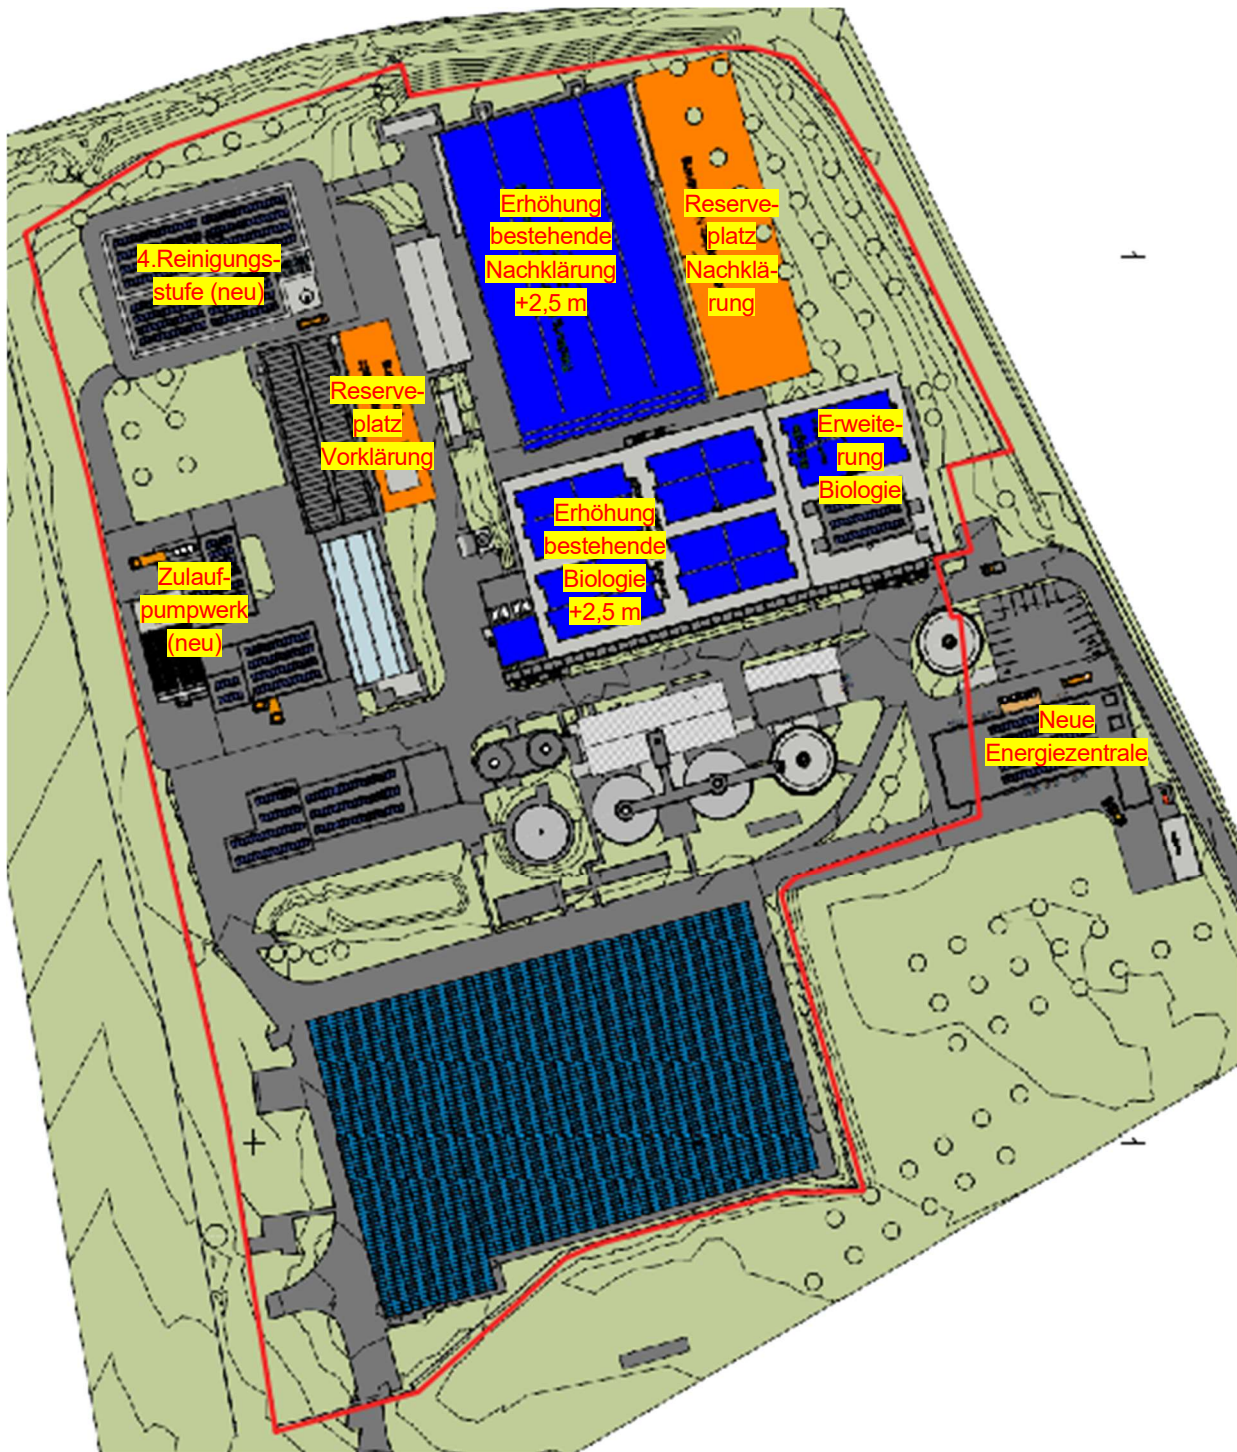 Erhöhung
bestehende
Nachklärung
+2,5 m
Reserve-
platz
Nachklä-
rung
4.Reinigungs-
stufe (neu)
Reserve-
platz
Vorklärung
Erweite-
rung
Biologie
Erhöhung
bestehende
Biologie
+2,5 m
Zulauf-
pumpwerk
(neu)
Neue
Energiezentrale